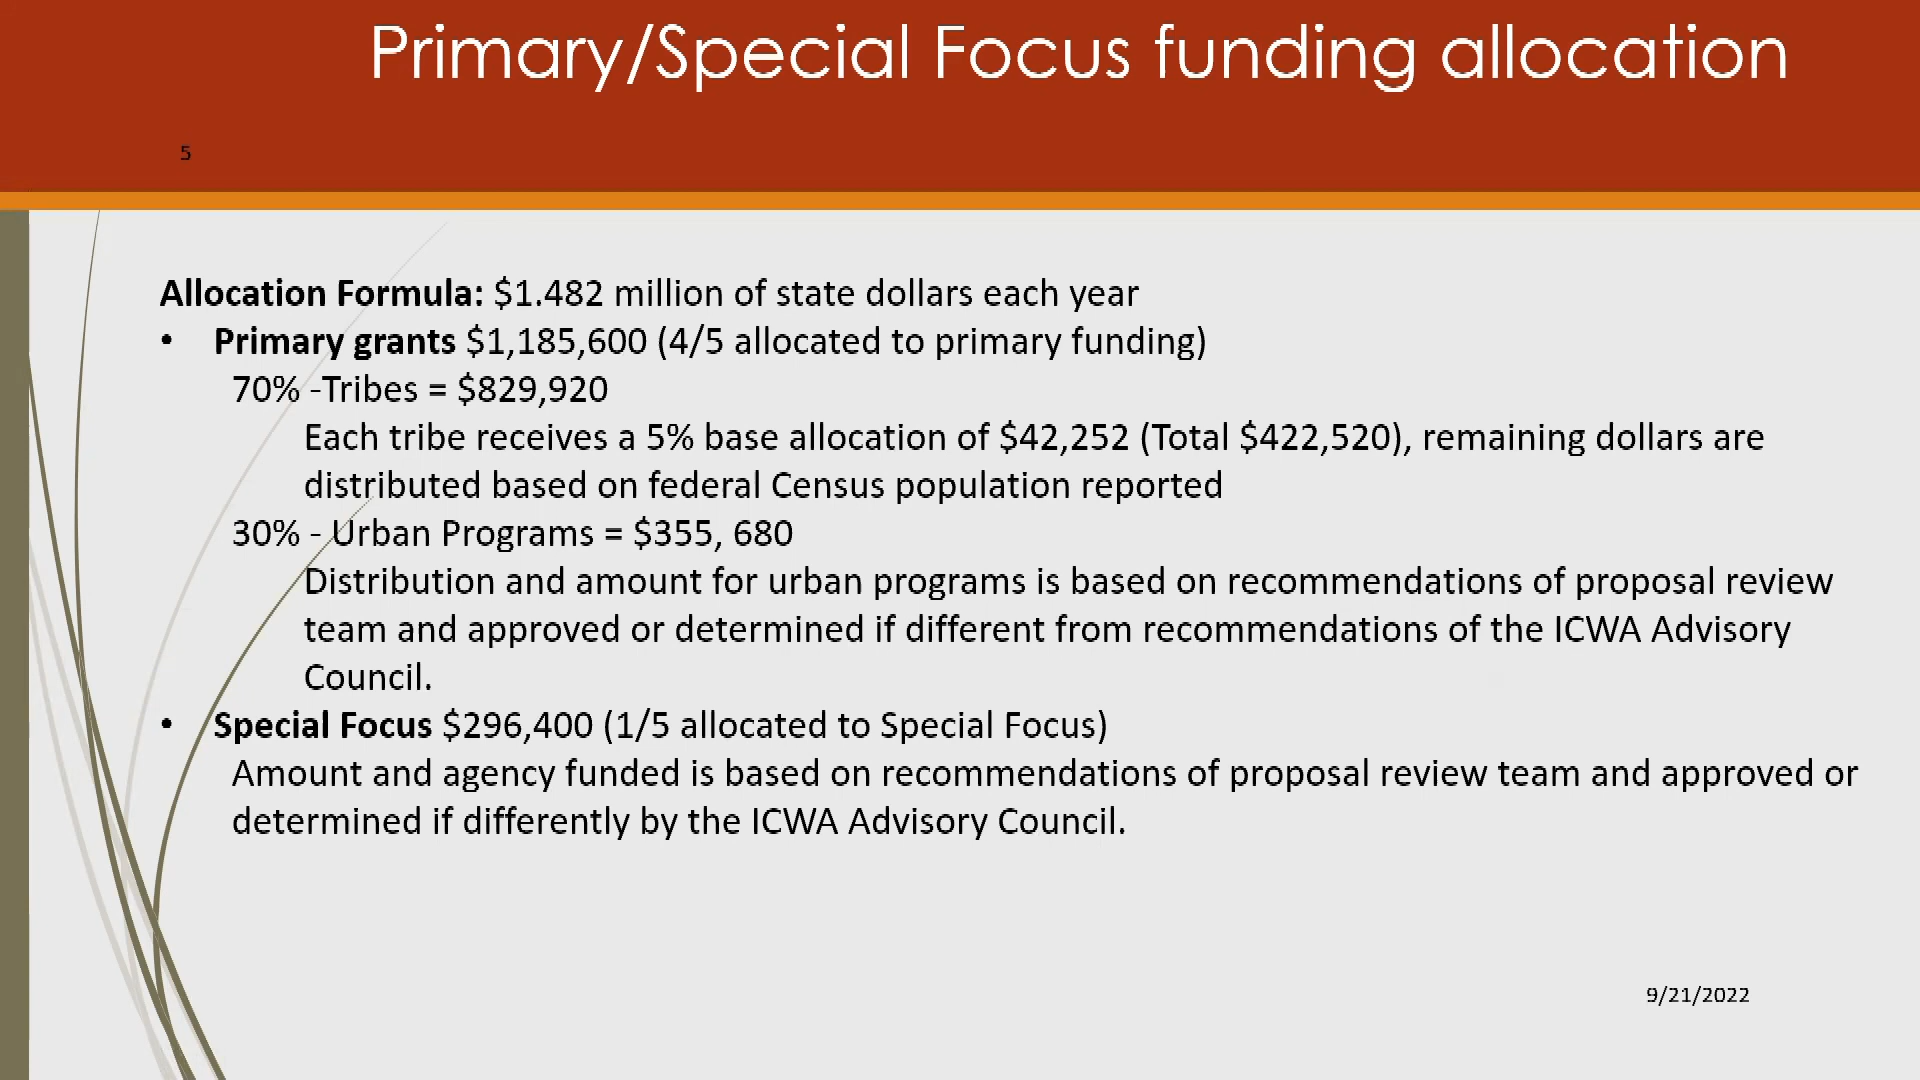 Primary/Special Focus funding allocation
5
Allocation Formula: $1.482 million of state dollars each year
• Primary grants $1,185,600 (4/5 allocated to primary funding)
70% -Tribes = $829,920
Each tribe receives a 5% base allocation of $42,252 (Total $422,520), remaining dollars are
distributed based on federal Census population reported
30% - Urban Programs = $355, 680
Distribution and amount for urban programs is based on recommendations of proposal review
team and approved or determined if different from recommendations of the ICWA Advisory
Council.
• Special Focus $296,400 (1/5 allocated to Special Focus)
Amount and agency funded is based on recommendations of proposal review team and approved or
determined if differently by the ICWA Advisory Council.
9/21/2022